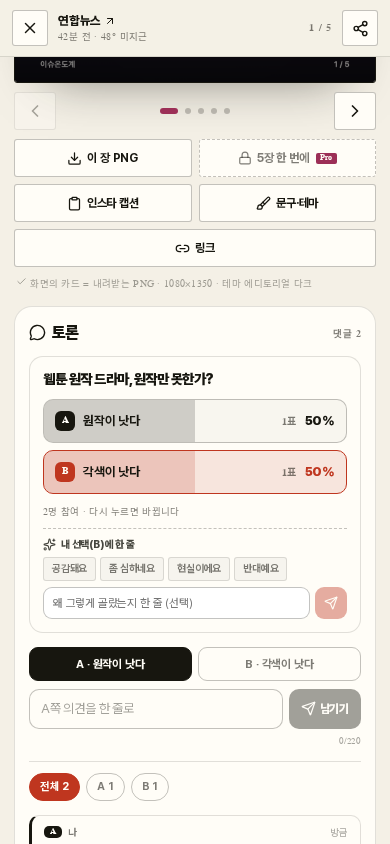 연합뉴스
42분 전 · 48° 미지근
1 / 5
이슈온도계
1 / 5
이 장 PNG
5장 한 번에 Pro
인스타 캡션
문구·테마
링크
화면의 카드 = 내려받는 PNG · 1080×1350 · 테마 에디토리얼 다크
토론
댓글 2
웹툰 원작 드라마, 원작만 못한가?
A 원작이 낫다 1표 50%
B 각색이 낫다 1표 50%
2명 참여 · 다시 누르면 바뀝니다
내 선택(B)에 한 줄
공감돼요 좀 심하네요 현실이에요 반대예요
왜 그렇게 골랐는지 한 줄 (선택)
A · 원작이 낫다
B · 각색이 낫다
A쪽 의견을 한 줄로
남기기
0/220
전체 2 A 1 B 1
A 나 방금